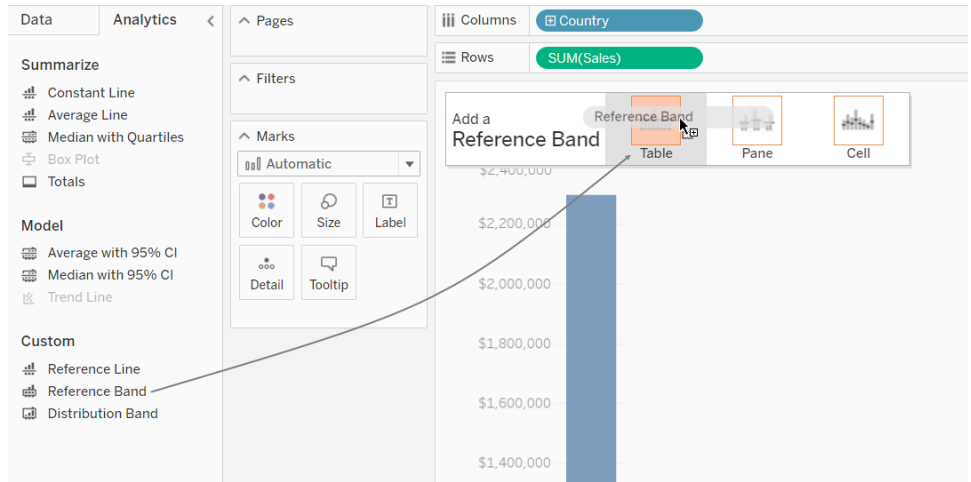 Data
Analytics
Summarize
Constant Line
Average Line
Median with Quartiles
Box Plot
Totals
Model
Average with 95% CI
Median with 95% CI
Trend Line
Custom
Reference Line
Reference Band
Distribution Band
Pages
Filters
Marks
Automatic
Color
Size
Label
Detail
Tooltip
Columns
Country
Rows
SUM(Sales)
Add a
Reference Band
Reference Band
Table
Pane
Cell
$2,400,000
$2,200,000
$2,000,000
$1,800,000
$1,600,000
$1,400,000